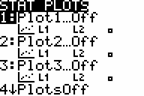 STAT PLOTS
1:Plot1…Off
L1 L2
2:Plot2…Off
L1 L2
3:Plot3…Off
L1 L2
4↓PlotsOff